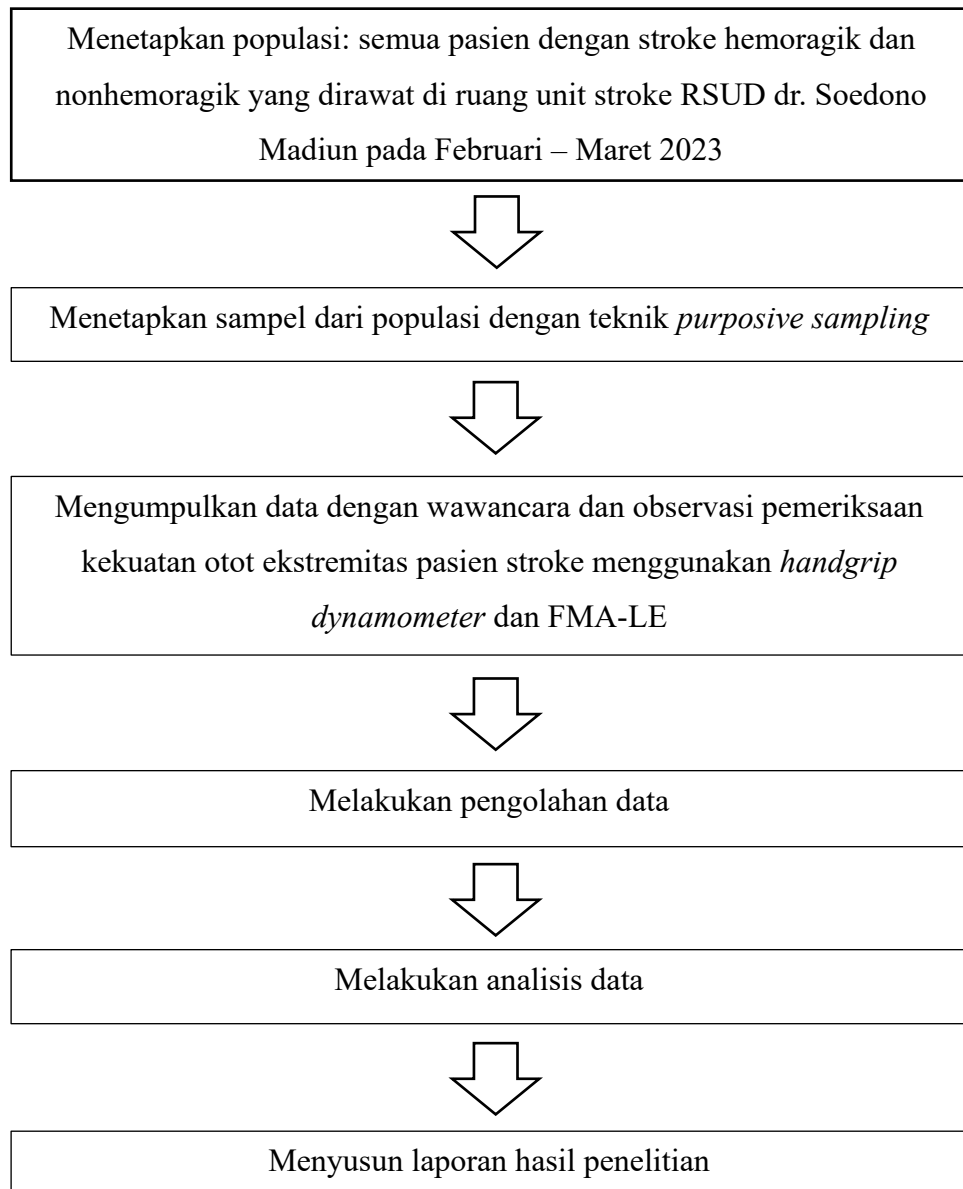 Menetapkan populasi: semua pasien dengan stroke hemoragik dan
nonhemoragik yang dirawat di ruang unit stroke RSUD dr. Soedono
Madiun pada Februari – Maret 2023
Menetapkan sampel dari populasi dengan teknik purposive sampling
Mengumpulkan data dengan wawancara dan observasi pemeriksaan
kekuatan otot ekstremitas pasien stroke menggunakan handgrip
dynamometer dan FMA-LE
Melakukan pengolahan data
Melakukan analisis data
Menyusun laporan hasil penelitian